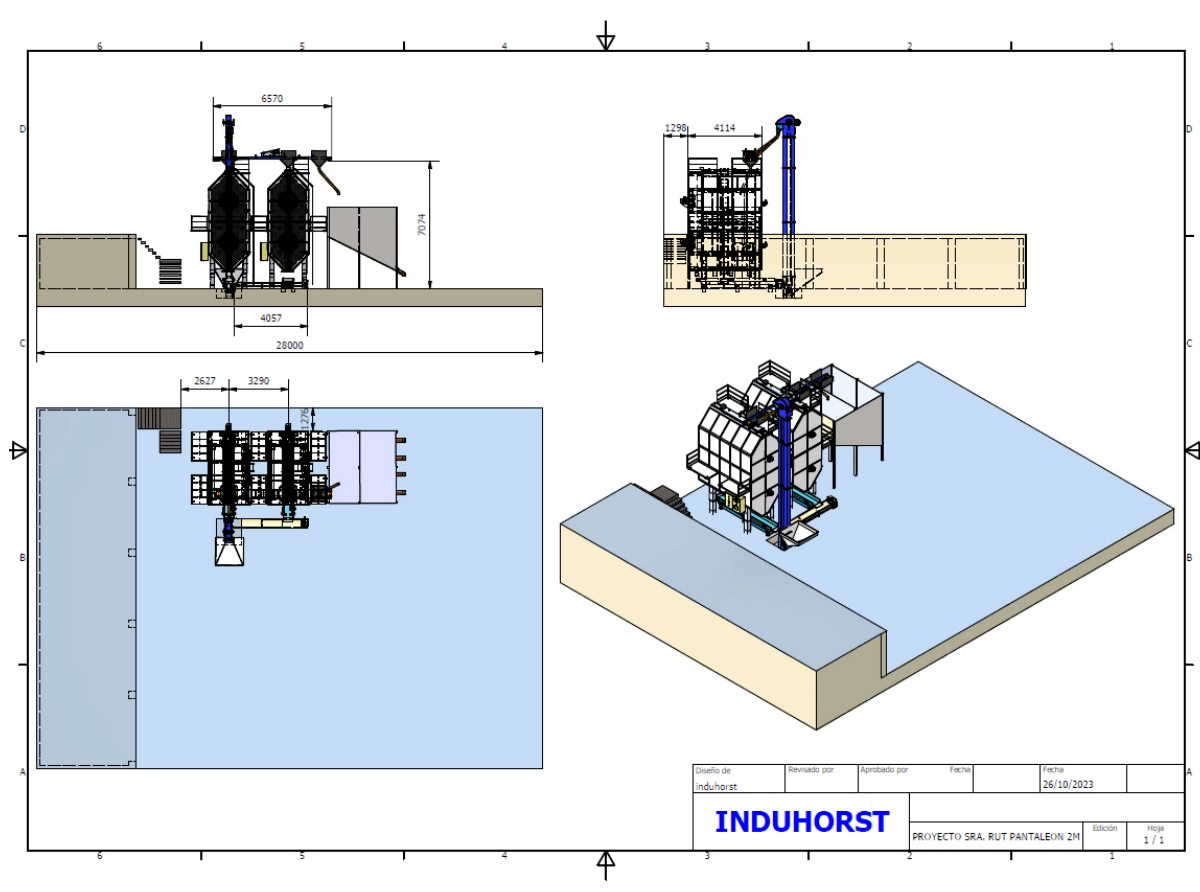 6 5 4 3 2 1
D D
6570
1298 4114
7074
4057
C C
28000
2627 3290
1276
B B
A A
Diseño de Revisado por Aprobado por Fecha Fecha
induhorst 26/10/2023
INDUHORST
PROYECTO SRA. RUT PANTALEON 2M
Edición Hoja
1 / 1
6 5 4 3 2 1